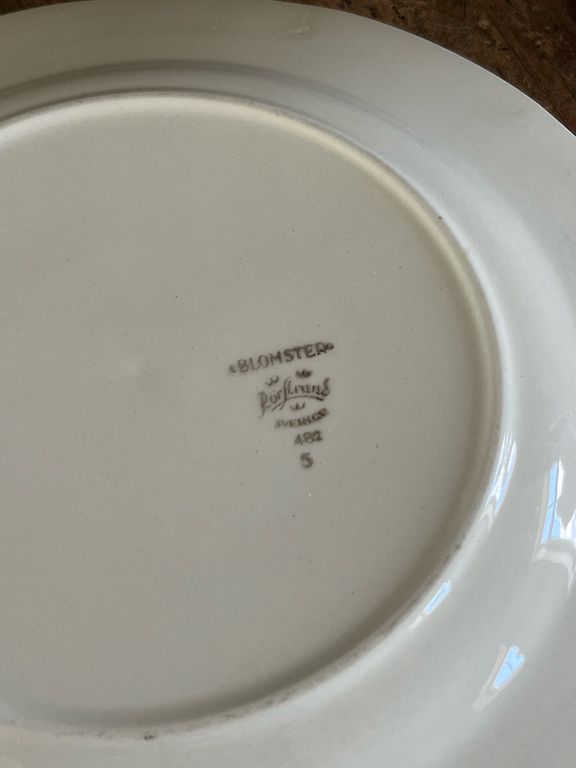 «BLOMSTER»
Rörstrand
SVERIGE
482
5